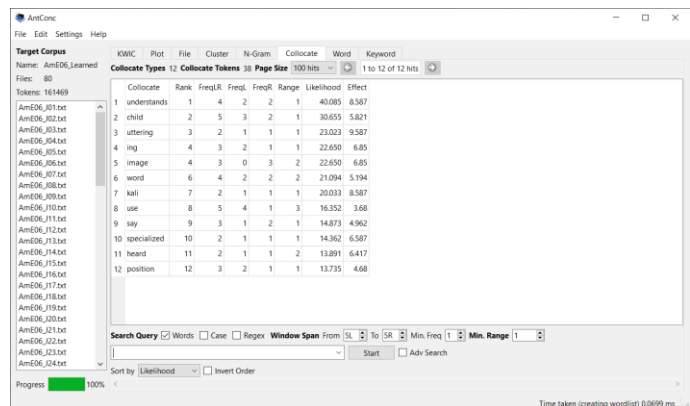 AntConc
File Edit Settings Help
Target Corpus
Name: AmE06_Learned
Files: 80
Tokens: 161469
AmE06_J01.txt
AmE06_J02.txt
AmE06_J03.txt
AmE06_J04.txt
AmE06_J05.txt
AmE06_J06.txt
AmE06_J07.txt
AmE06_J08.txt
AmE06_J09.txt
AmE06_J10.txt
AmE06_J11.txt
AmE06_J12.txt
AmE06_J13.txt
AmE06_J14.txt
AmE06_J15.txt
AmE06_J16.txt
AmE06_J17.txt
AmE06_J18.txt
AmE06_J19.txt
AmE06_J20.txt
AmE06_J21.txt
AmE06_J22.txt
AmE06_J23.txt
AmE06_J24.txt
Progress 100%
KWIC Plot File Cluster N-Gram Collocate Word Keyword
Collocate Types 12 Collocate Tokens 38 Page Size 100 hits 1 to 12 of 12 hits
Collocate Rank FreqLR FreqL FreqR Range Likelihood Effect
1 understands 1 4 2 2 1 40.085 8.587
2 child 2 5 3 2 1 30.655 5.821
3 uttering 3 2 1 1 1 23.023 9.587
4 ing 4 3 2 1 1 22.650 6.85
5 image 4 3 0 3 2 22.650 6.85
6 word 6 4 2 2 2 21.094 5.194
7 kali 7 2 1 1 1 20.033 8.587
8 use 8 5 4 1 3 16.352 3.68
9 say 9 3 1 2 1 14.873 4.962
10 specialized 10 2 1 1 1 14.362 6.587
11 heard 11 2 1 1 2 13.891 6.417
12 position 12 3 2 1 1 13.735 4.68
Search Query Words Case Regex Window Span From 5L To 5R Min. Freq 1 Min. Range 1
Start Adv Search
Sort by Likelihood Invert Order
Time taken (creating wordlist) 0.0699 ms